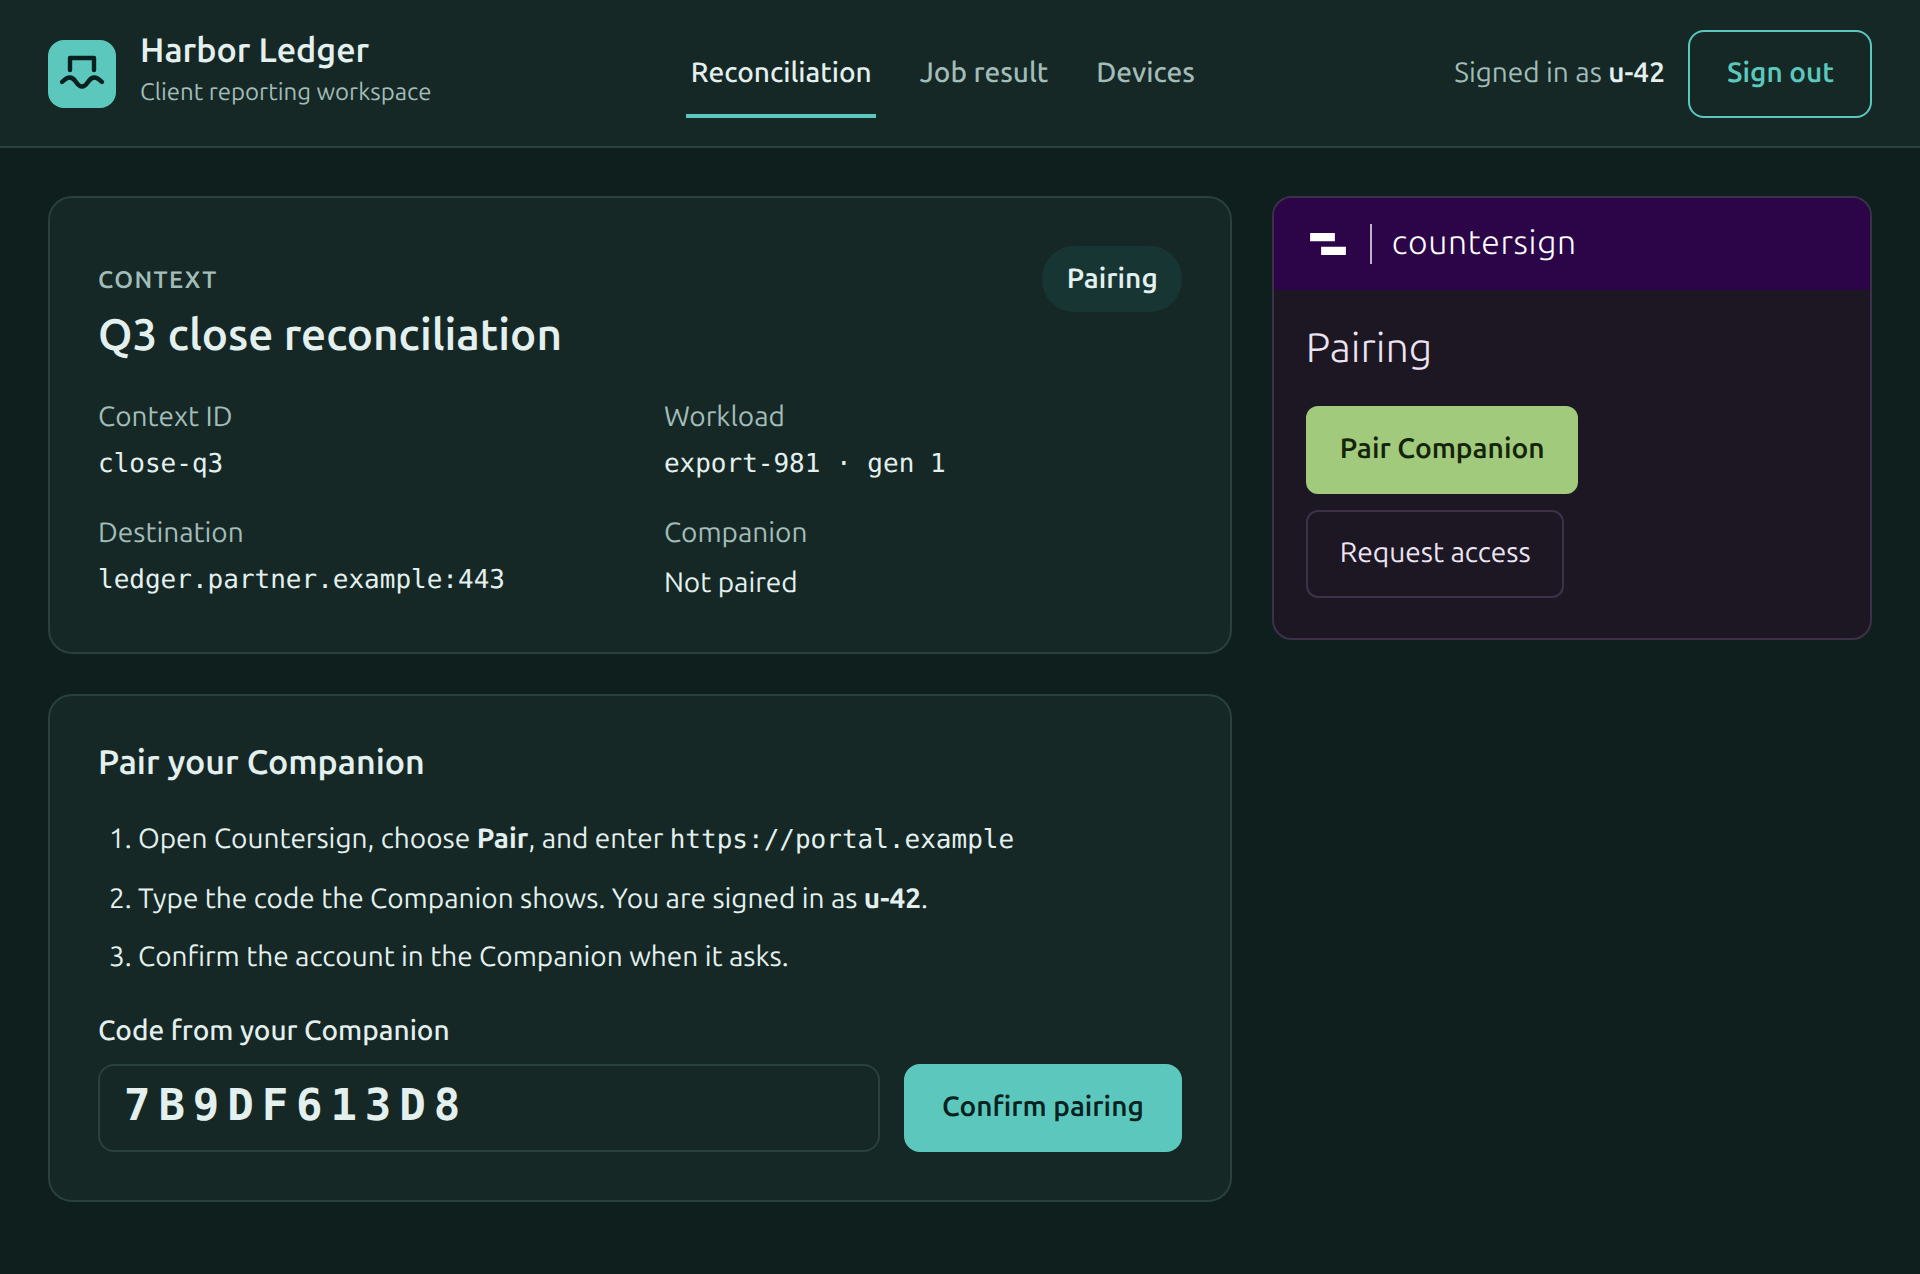 Harbor Ledger
Client reporting workspace
Reconciliation
Job result
Devices
Signed in as u-42
Sign out
CONTEXT
Pairing
Q3 close reconciliation
Context ID
close-q3
Workload
export-981 · gen 1
Destination
ledger.partner.example:443
Companion
Not paired
countersign
Pairing
Pair Companion
Request access
Pair your Companion
1. Open Countersign, choose Pair, and enter https://portal.example
2. Type the code the Companion shows. You are signed in as u-42.
3. Confirm the account in the Companion when it asks.
Code from your Companion
7B9DF613D8
Confirm pairing